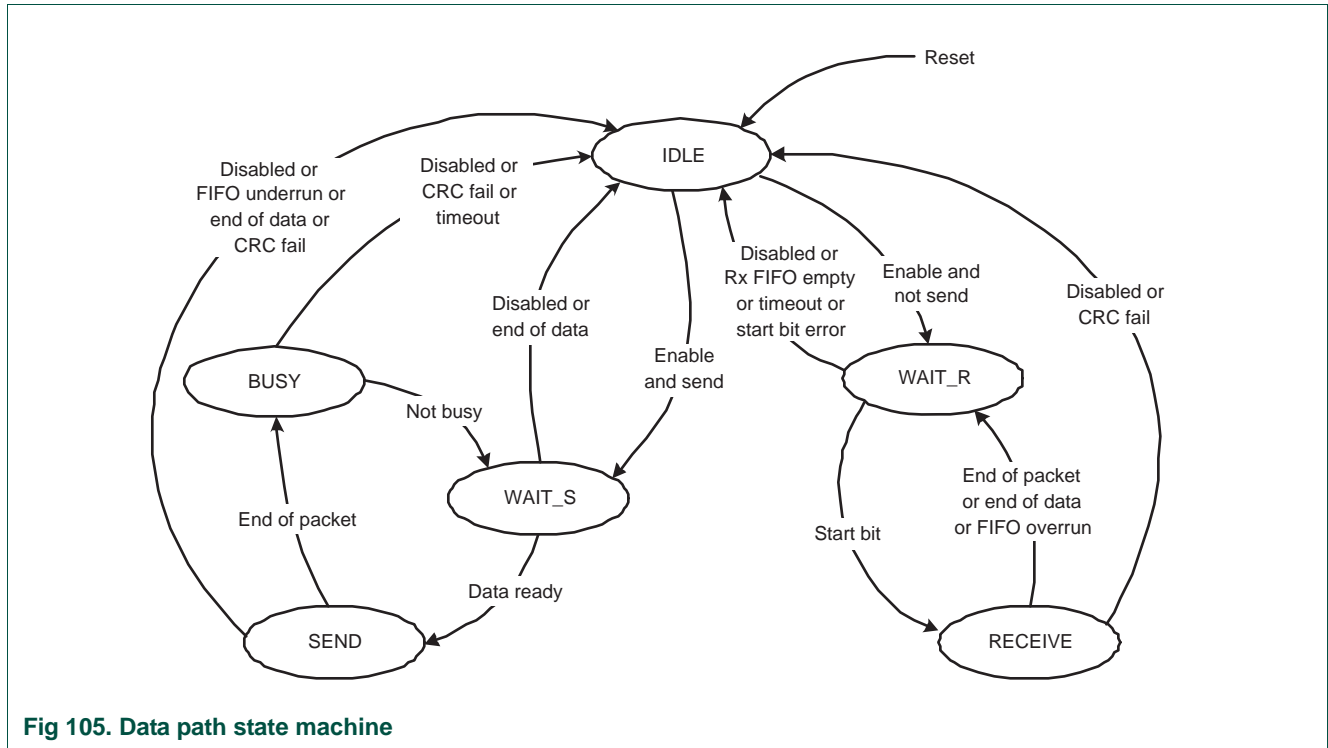 Reset
IDLE
Disabled or
FIFO underrun or
end of data or
CRC fail
Disabled or
CRC fail or
timeout
Disabled or
end of data
Enable
and send
Disabled or
Rx FIFO empty
or timeout or
start bit error
Enable and
not send
Disabled or
CRC fail
BUSY
Not busy
WAIT_R
WAIT_S
End of packet
Data ready
Start bit
End of packet
or end of data
or FIFO overrun
SEND
RECEIVE
Fig 105. Data path state machine